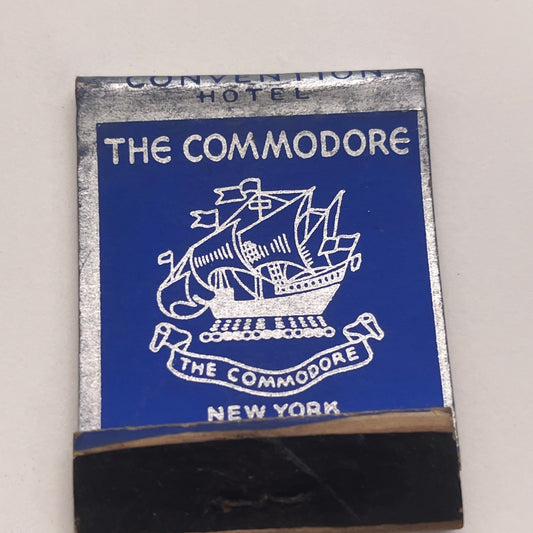 CONVENTION
HOTEL
THE COMMODORE
THE COMMODORE
NEW YORK